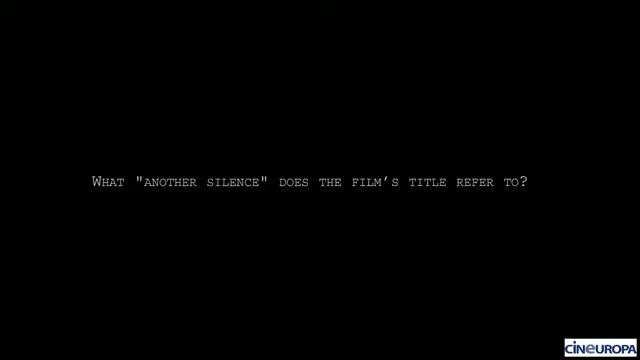 What "another silence" does the film’s title refer to?
cineuropa